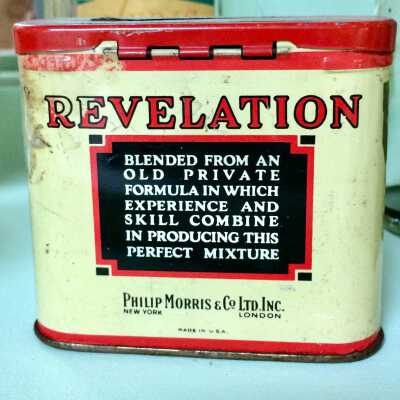 REVELATION
BLENDED FROM AN
OLD PRIVATE
FORMULA IN WHICH
EXPERIENCE AND
SKILL COMBINE
IN PRODUCING THIS
PERFECT MIXTURE
PHILIP MORRIS & Co LTD. INC.
NEW YORK LONDON
MADE IN U.S.A.